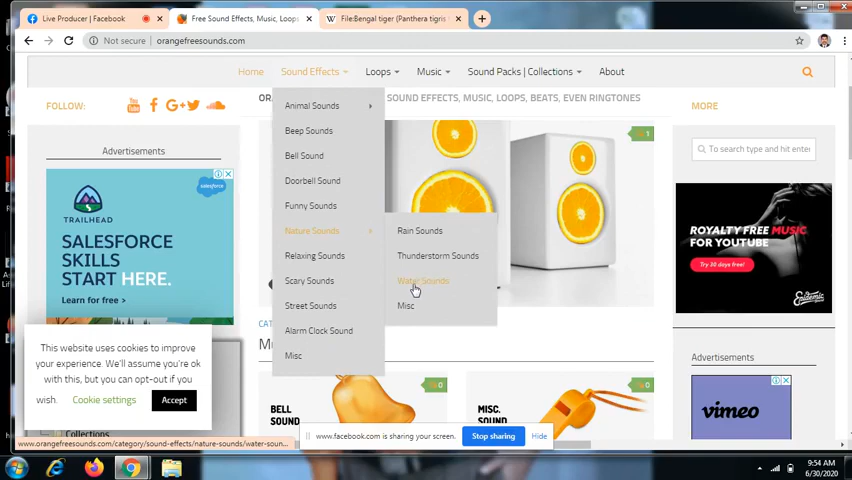 Live Producer | Facebook
Free Sound Effects, Music, Loops,
File:Bengal tiger (Panthera tigris
Not secure | orangefreesounds.com
Home
Sound Effects
Loops
Music
Sound Packs | Collections
About
FOLLOW:
SOUND EFFECTS, MUSIC, LOOPS, BEATS, EVEN RINGTONES
MORE
Advertisements
salesforce
TRAILHEAD
SALESFORCE
SKILLS
START HERE.
Learn for free >
Animal Sounds
Beep Sounds
Bell Sound
Doorbell Sound
Funny Sounds
Nature Sounds
Relaxing Sounds
Scary Sounds
Street Sounds
Alarm Clock Sound
Misc
Rain Sounds
Thunderstorm Sounds
Water Sounds
Misc
1
To search type and hit enter
ROYALTY FREE MUSIC
FOR YOUTUBE
Try 30 days free!
Epidemic
Advertisements
vimeo
This website uses cookies to improve
your experience. We'll assume you're ok
with this, but you can opt-out if you
wish.
Cookie settings
Accept
Collections
BELL
SOUND
0
MISC.
SOUND
0
www.facebook.com is sharing your screen.
Stop sharing
Hide
www.orangefreesounds.com/category/sound-effects/nature-sounds/water-soun...
9:54 AM
6/30/2020